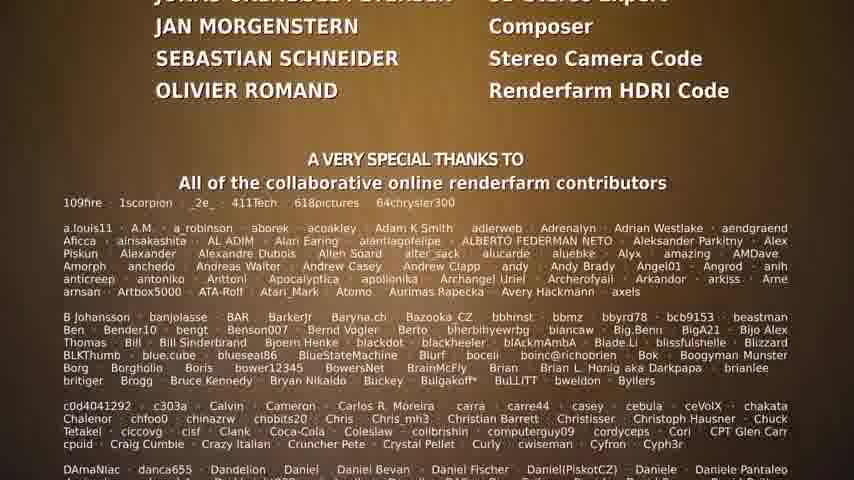 3D Stereo Expert
JAN MORGENSTERN Composer
SEBASTIAN SCHNEIDER Stereo Camera Code
OLIVIER ROMAND Renderfarm HDRI Code
A VERY SPECIAL THANKS TO
All of the collaborative online renderfarm contributors
109fire · 1scorpion · _2e_ · 411Tech · 618pictures · 64chrysler300
a.louis11 · A.M. · a_robinson · aborek · acoakley · Adam K Smith · adlerweb · Adrenalyn · Adrian Westlake · aendgraend
Aficca · airisakashita · AL ADIM · Alan Earing · alantiagofelipe · ALBERTO FEDERMAN NETO · Aleksander Parkitny · Alex
Piskun · Alexander · Alexandre Dubois · Allen Soard · alter_sack · alucarde · aluebke · Alyx · amazing · AMDave
Amorph · anchedo · Andreas Walter · Andrew Casey · Andrew Clapp · andy · Andy Brady · Angel01 · Angrod · anih
anticreep · antoniko · Anttoni · Apocalyptica · apollonika · Archangel Uriel · Archerofaiii · Arkandor · arkiss · Arne
arnsan · Artbox5000 · ATA-Rolf · Atari_Mark · Atomo · Aurimas Rapecka · Avery Hackmann · axels
B Johansson · banjolasse · BAR · BarkerJr · Baryna.ch · Bazooka_CZ · bbhmst · bbmz · bbyrd78 · bcb9153 · beastman
Ben · Bender10 · bengt · Benson007 · Bernd Vogler · Berto · bherbihyewrbg · biancaw · Big.Benn · BigA21 · Bijo Alex
Thomas · Bill · Bill Sinderbrand · Bjoern Henke · blackdot · blackheeler · blAckmAmbA · Blade.Li · blissfulshelle · Blizzard
BLKThumb · blue.cube · blueseat86 · BlueStateMachine · Blurf · boceli · boinc@richobrien · Bok · Boogyman Munster
Borg · Borgholio · Boris · bower12345 · BowersNet · BrainMcFly · Brian · Brian L. Honig aka Darkpapa · brianlee
britiger · Brogg · Bruce Kennedy · Bryan Nikaido · Buckey · Bulgakoff* · BuLLiTT · bweldon · Byllers
c0d4041292 · c303a · Calvin · Cameron · Carlos R. Moreira · carra · carre44 · casey · cebula · ceVoIX · chakata
Chalenor · chfoo0 · chinazrw · chobits20 · Chris · Chris_mh3 · Christian Barrett · Christisser · Christoph Hausner · Chuck
Tetakel · ciccovg · cisf · Clank · Coca-Cola · Coleslaw · collbrishin · computerguy09 · cordyceps · Cori · CPT Glen Carr
cpuid · Craig Cumbie · Crazy Italian · Cruncher Pete · Crystal Pellet · Curly · cwiseman · Cyfron · Cyph3r
DAmaNiac · danca655 · Dandelion · Daniel · Daniel Bevan · Daniel Fischer · Daniel(PiskotCZ) · Daniele · Daniele Pantaleo